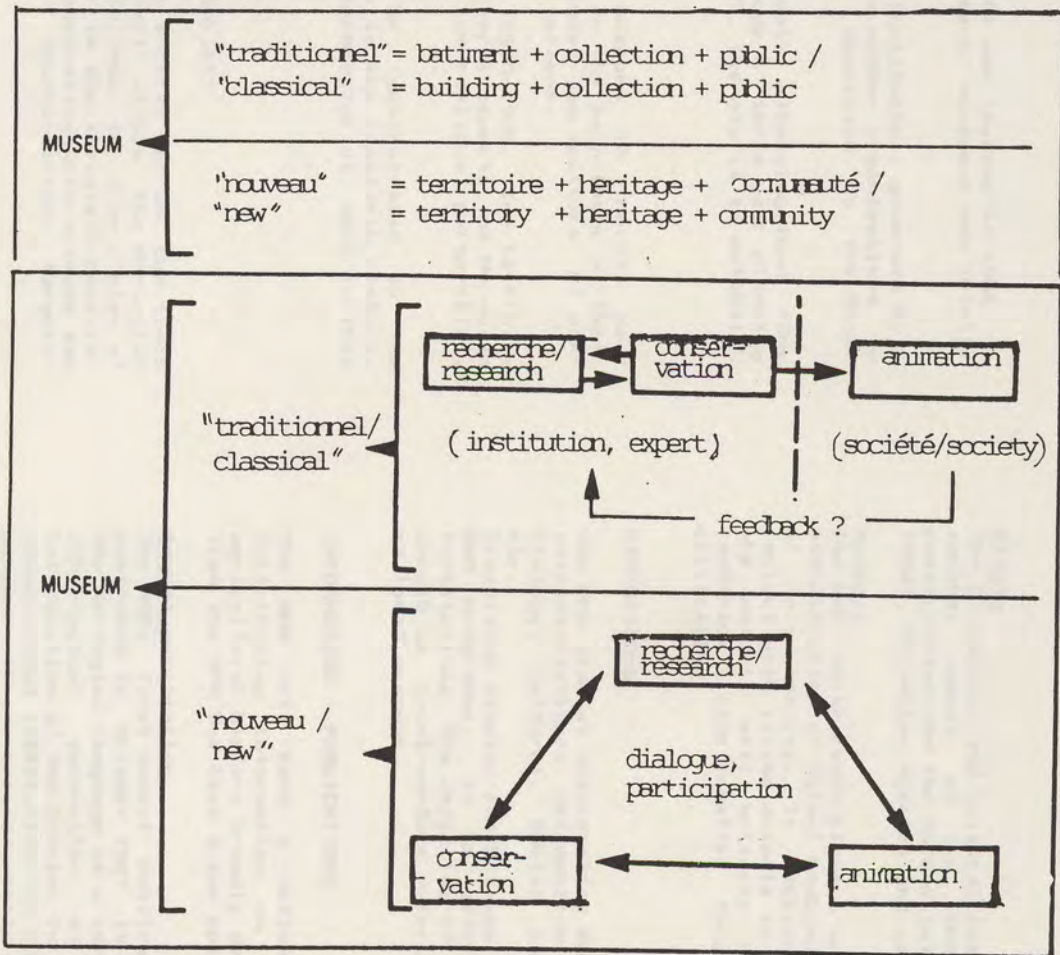 "traditionnel" = batiment + collection + public /
"classical" = building + collection + public
MUSEUM
"nouveau" = territoire + heritage + communauté /
"new" = territory + heritage + community
recherche/
research
conser-
vation
animation
"traditionnel/
classical"
(institution, expert)
(société/society)
feedback ?
MUSEUM
recherche/
research
"nouveau /
new"
dialogue,
participation
conser-
vation
animation